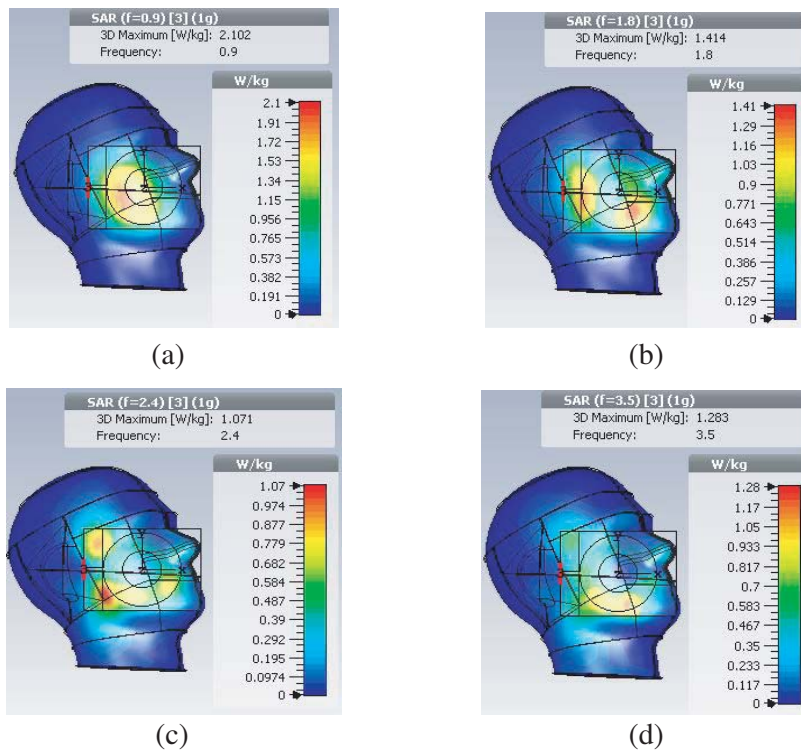 SAR (f=0.9) [3] (1g)
3D Maximum [W/kg]: 2.102
Frequency: 0.9
W/kg
2.1
1.91
1.72
1.53
1.34
1.15
0.956
0.765
0.573
0.382
0.191
0
(a)
SAR (f=1.8) [3] (1g)
3D Maximum [W/kg]: 1.414
Frequency: 1.8
W/kg
1.41
1.29
1.16
1.03
0.9
0.771
0.643
0.514
0.386
0.257
0.129
0
(b)
SAR (f=2.4) [3] (1g)
3D Maximum [W/kg]: 1.071
Frequency: 2.4
W/kg
1.07
0.974
0.877
0.779
0.682
0.584
0.487
0.39
0.292
0.195
0.0974
0
(c)
SAR (f=3.5) [3] (1g)
3D Maximum [W/kg]: 1.283
Frequency: 3.5
W/kg
1.28
1.17
1.05
0.933
0.817
0.7
0.583
0.467
0.35
0.233
0.117
0
(d)